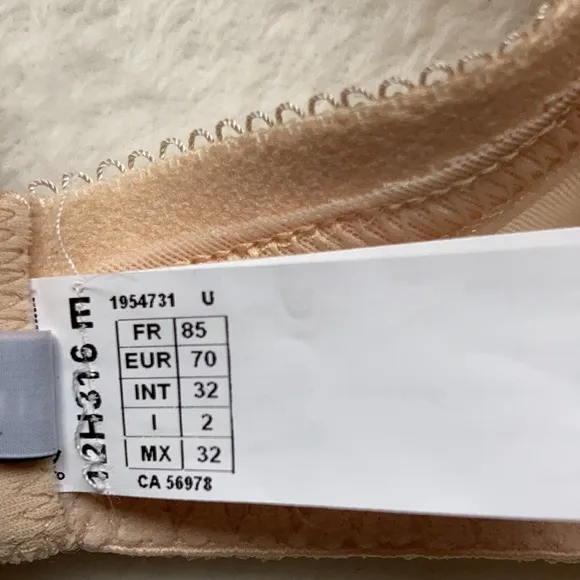 1954731 U
FR 85
EUR 70
INT 32
I 2
MX 32
CA 56978
12H316 E